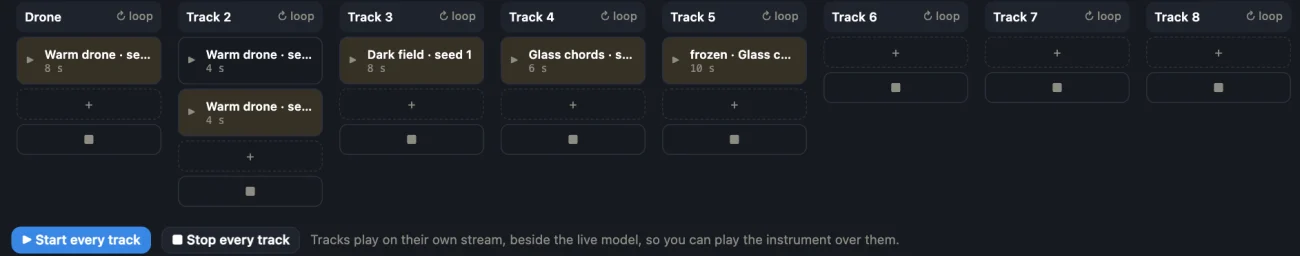 Drone ↻ loop Track 2 ↻ loop Track 3 ↻ loop Track 4 ↻ loop Track 5 ↻ loop Track 6 ↻ loop Track 7 ↻ loop Track 8 ↻ loop
Warm drone · se... Warm drone · se... Dark field · seed 1 Glass chords · s... frozen · Glass c... +  +  +
8 s 4 s 8 s 6 s 10 s
+ Warm drone · se... + + +
4 s
+
Start every track Stop every track Tracks play on their own stream, beside the live model, so you can play the instrument over them.